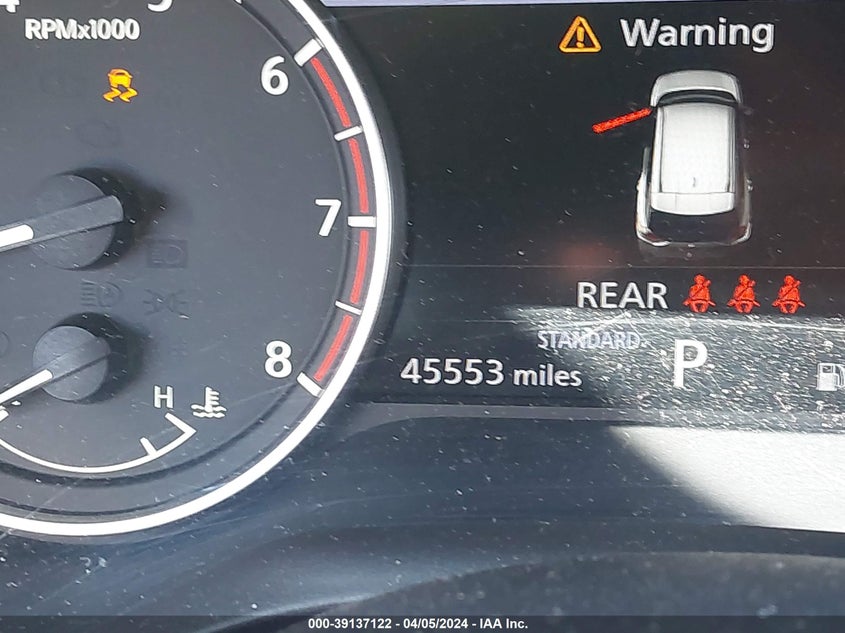 RPMx1000
6
7
8
H
Warning
REAR
STANDARD
P
45553 miles
000-39137122 - 04/05/2024 - IAA Inc.